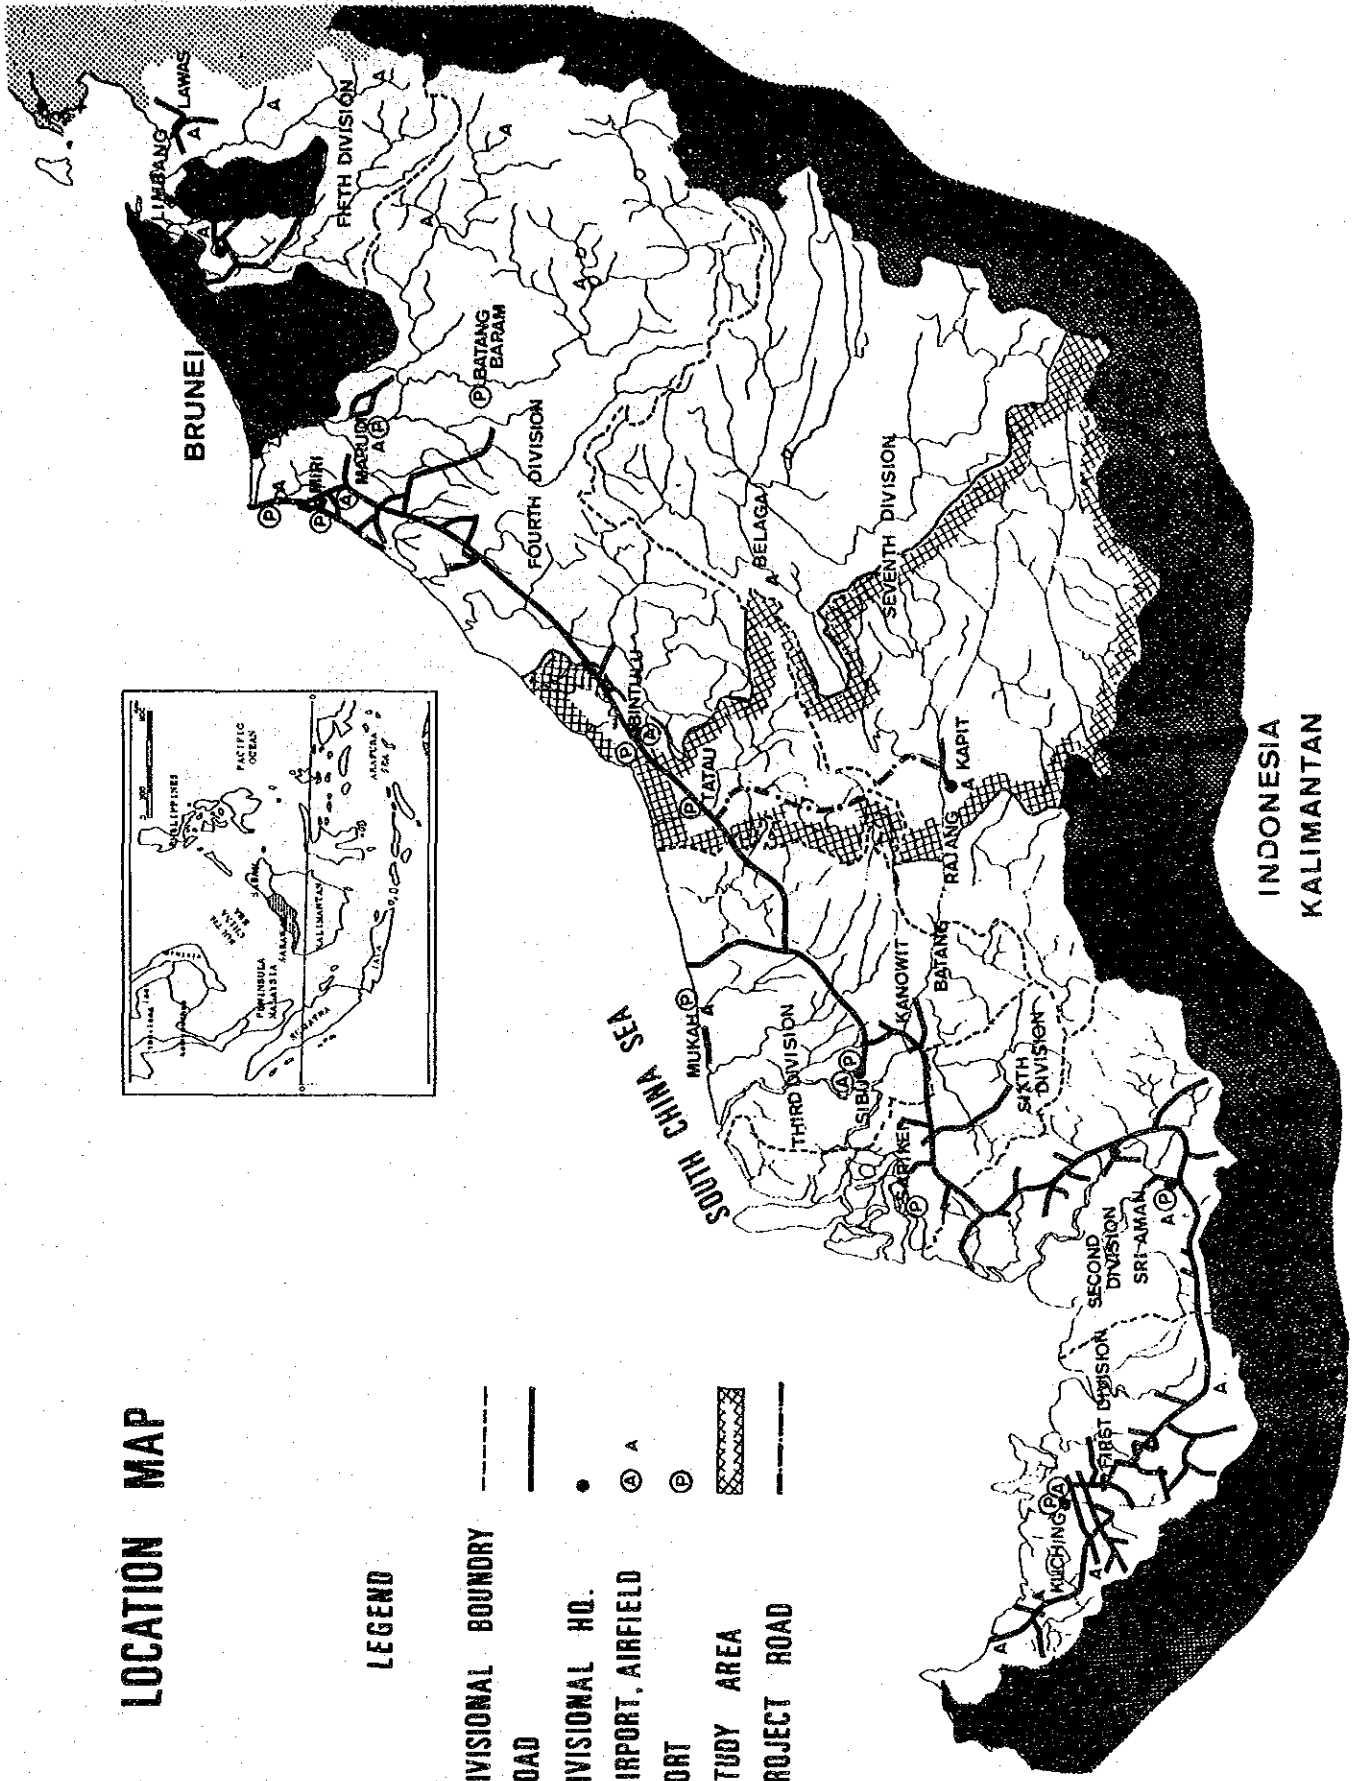 LOCATION MAP
LEGEND
IVISIONAL BOUNDRY
OAD
IVISIONAL HQ.
IRPORT, AIRFIELD
A
A
ORT
P
TUDY AREA
ROJECT ROAD
PHILIPPINES
PACIFIC
OCEAN
SABAH
KALIMANTAN
PENINSULA
MALAYSIA
SUMATRA
ARAFURA
SEA
BRUNEI
LIMBANG
LAWAS
FIFTH DIVISION
MIRI
MARUDI
BATANG
BARAM
FOURTH DIVISION
BINTULU
TATAU
BELAGA
SEVENTH DIVISION
KAPIT
BATANG RAJANG
KANOWIT
MUKAH
SOUTH CHINA SEA
THIRD DIVISION
SIBU
SARIKEI
SIXTH
DIVISION
SECOND
DIVISION
SRI AMAN
FIRST DIVISION
KUCHING
INDONESIA
KALIMANTAN